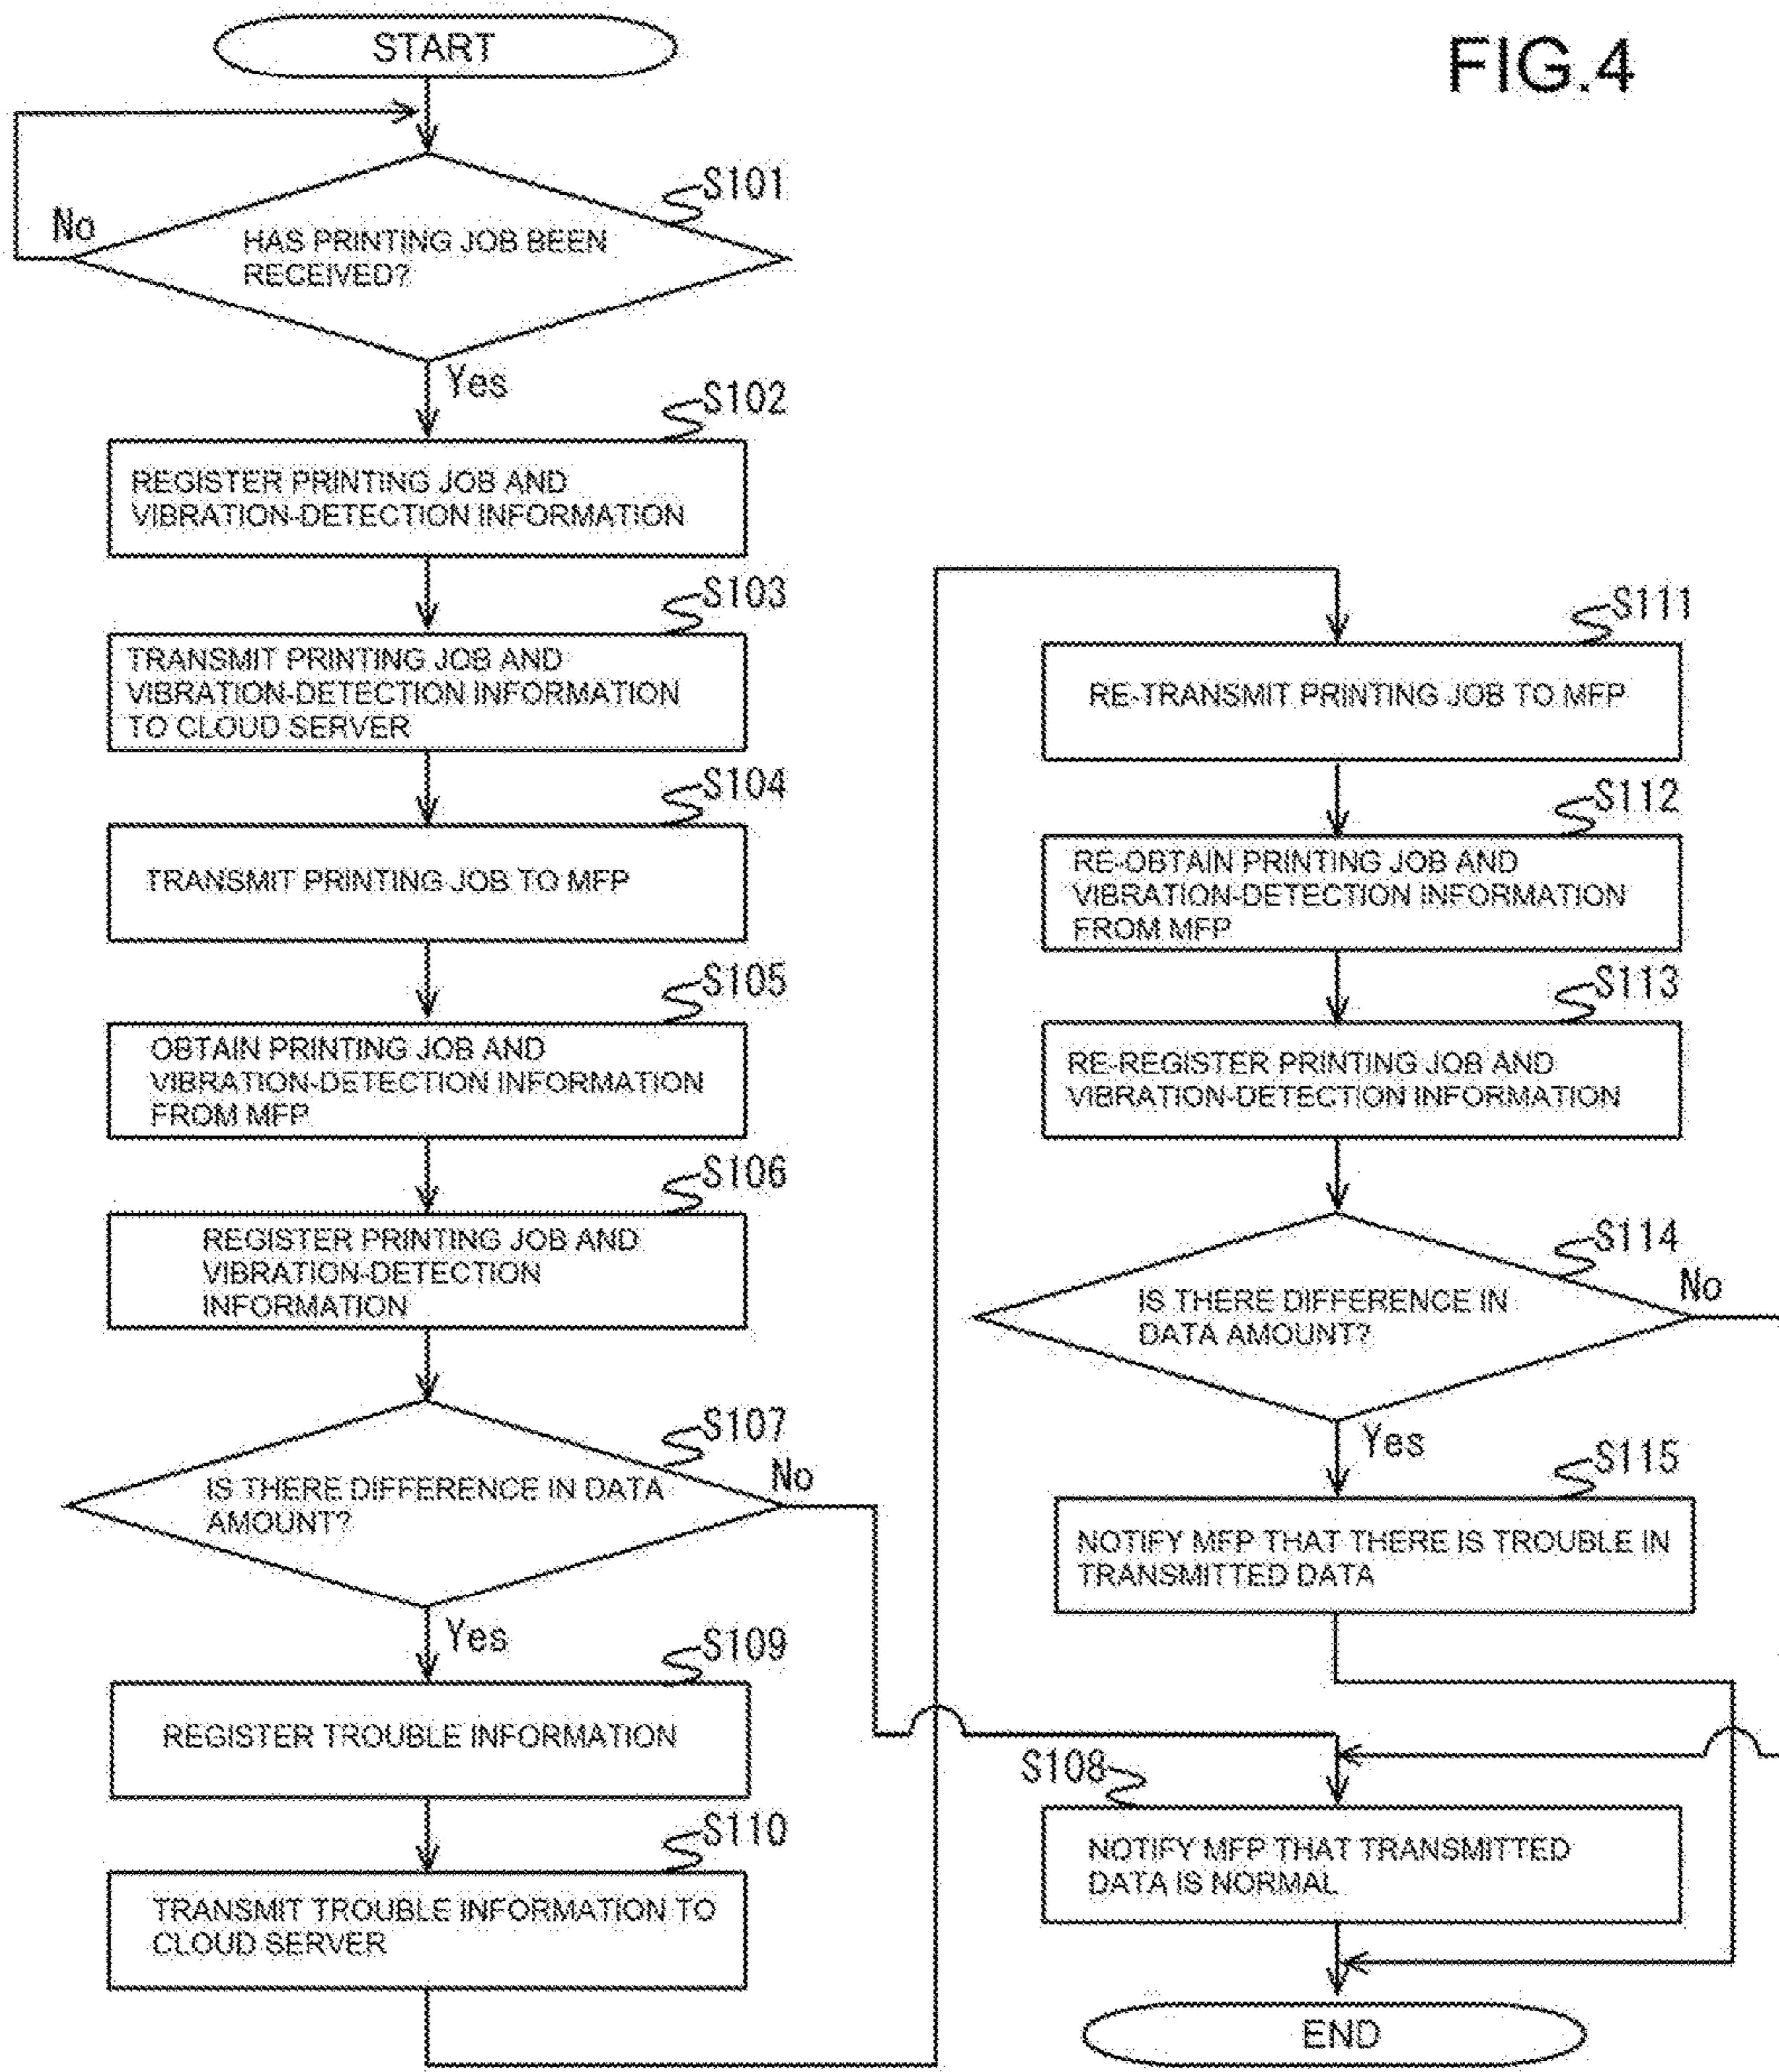 FIG.4
START
S101
No
HAS PRINTING JOB BEEN
RECEIVED?
Yes
S102
REGISTER PRINTING JOB AND
VIBRATION-DETECTION INFORMATION
S103
TRANSMIT PRINTING JOB AND
VIBRATION-DETECTION INFORMATION
TO CLOUD SERVER
S104
TRANSMIT PRINTING JOB TO MFP
S105
OBTAIN PRINTING JOB AND
VIBRATION-DETECTION INFORMATION
FROM MFP
S106
REGISTER PRINTING JOB AND
VIBRATION-DETECTION
INFORMATION
S107
No
IS THERE DIFFERENCE IN DATA
AMOUNT?
Yes
S109
REGISTER TROUBLE INFORMATION
S110
TRANSMIT TROUBLE INFORMATION TO
CLOUD SERVER
S111
RE-TRANSMIT PRINTING JOB TO MFP
S112
RE-OBTAIN PRINTING JOB AND
VIBRATION-DETECTION INFORMATION
FROM MFP
S113
RE-REGISTER PRINTING JOB AND
VIBRATION-DETECTION INFORMATION
S114
No
IS THERE DIFFERENCE IN
DATA AMOUNT?
Yes
S115
NOTIFY MFP THAT THERE IS TROUBLE IN
TRANSMITTED DATA
S108
NOTIFY MFP THAT TRANSMITTED
DATA IS NORMAL
END